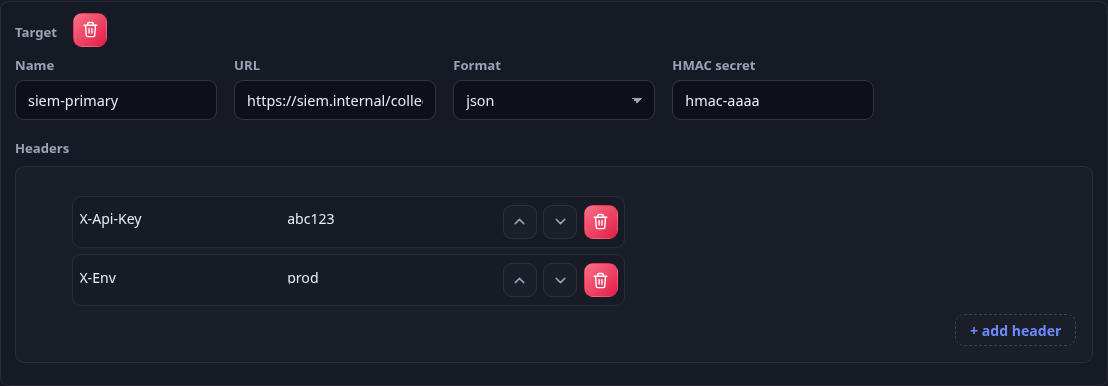 Target
Name URL Format HMAC secret
siem-primary https://siem.internal/colle json hmac-aaaa
Headers
X-Api-Key abc123
X-Env prod
+ add header